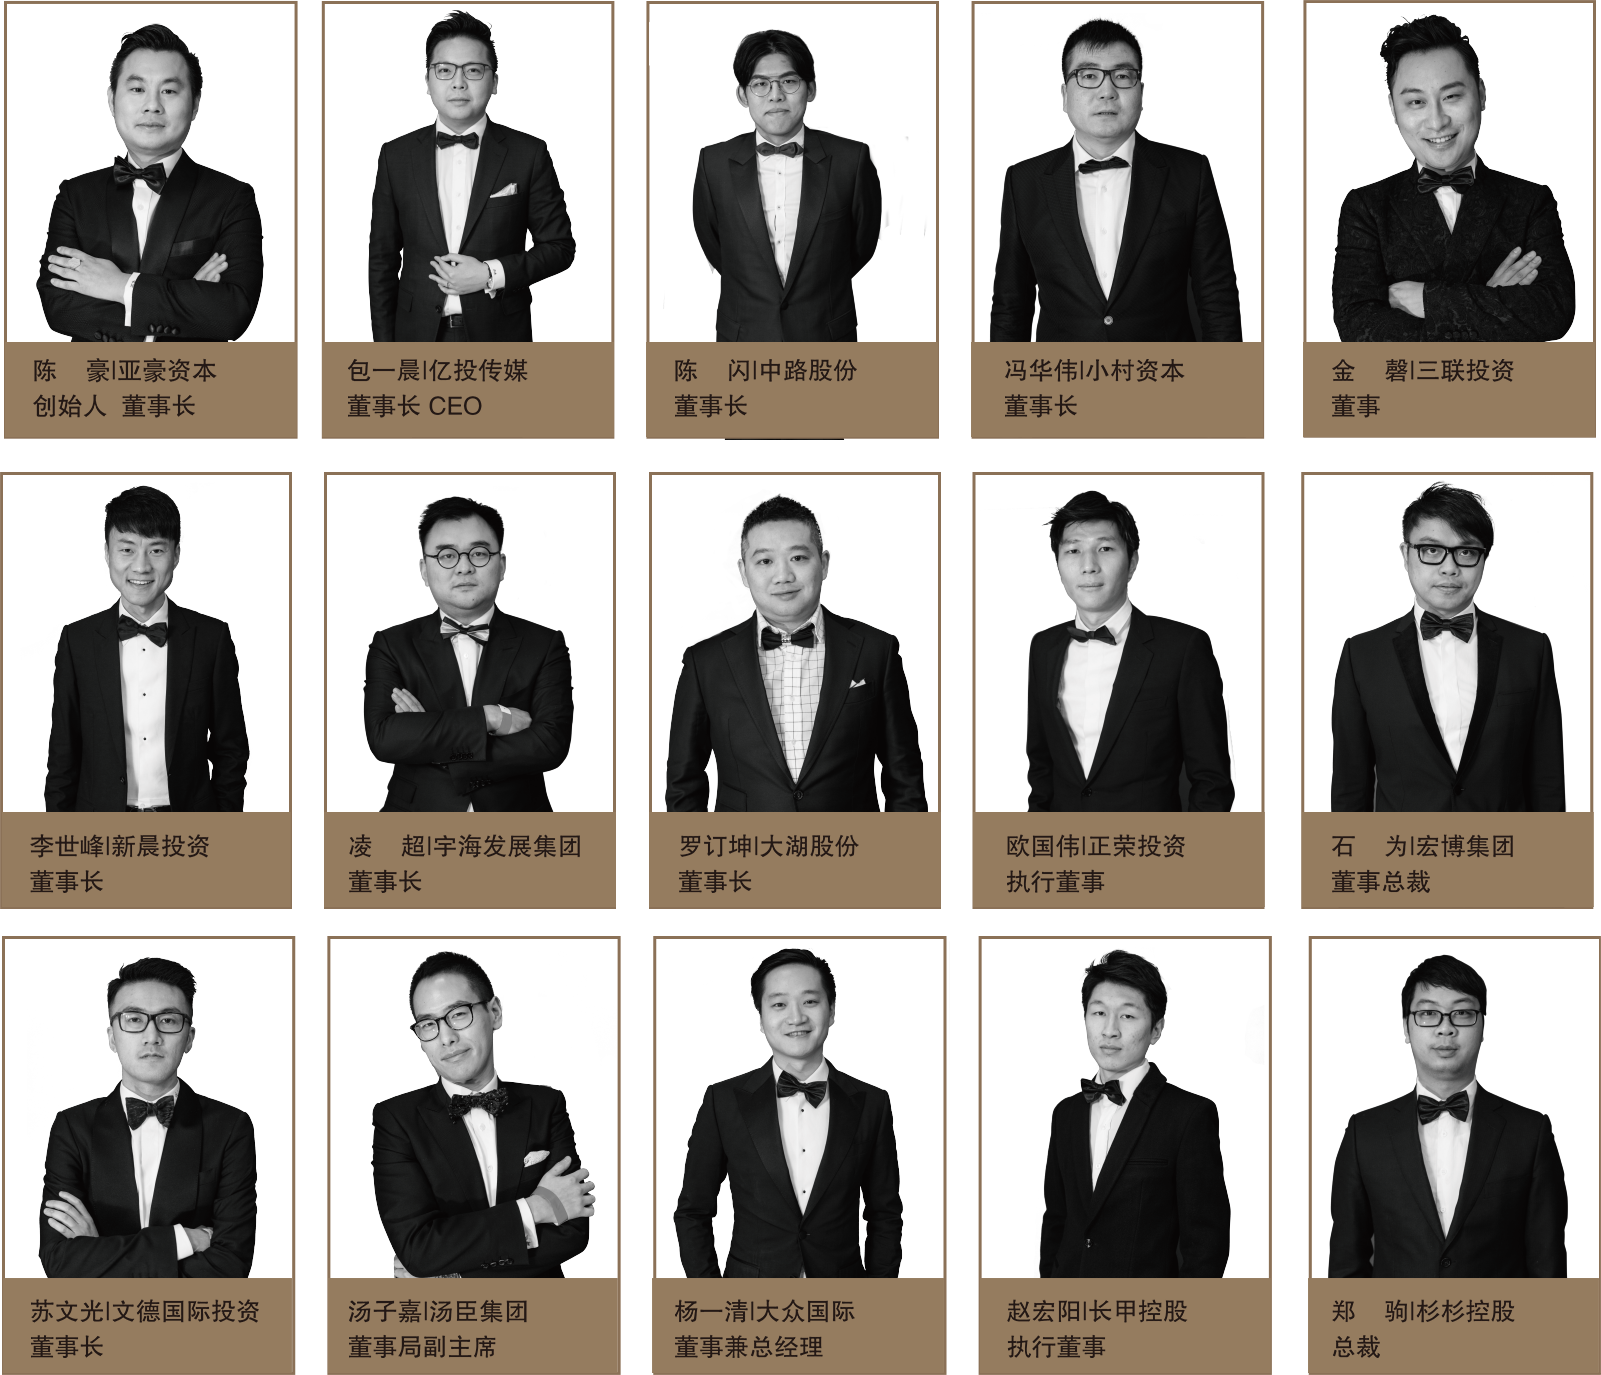 陈　豪|亚豪资本
创始人 董事长
包一晨|亿投传媒
董事长 CEO
陈　闪|中路股份
董事长
冯华伟|小村资本
董事长
金　磬|三联投资
董事
李世峰|新晨投资
董事长
凌　超|宇海发展集团
董事长
罗订坤|大湖股份
董事长
欧国伟|正荣投资
执行董事
石　为|宏博集团
董事总裁
苏文光|文德国际投资
董事长
汤子嘉|汤臣集团
董事局副主席
杨一清|大众国际
董事兼总经理
赵宏阳|长甲控股
执行董事
郑　驹|杉杉控股
总裁